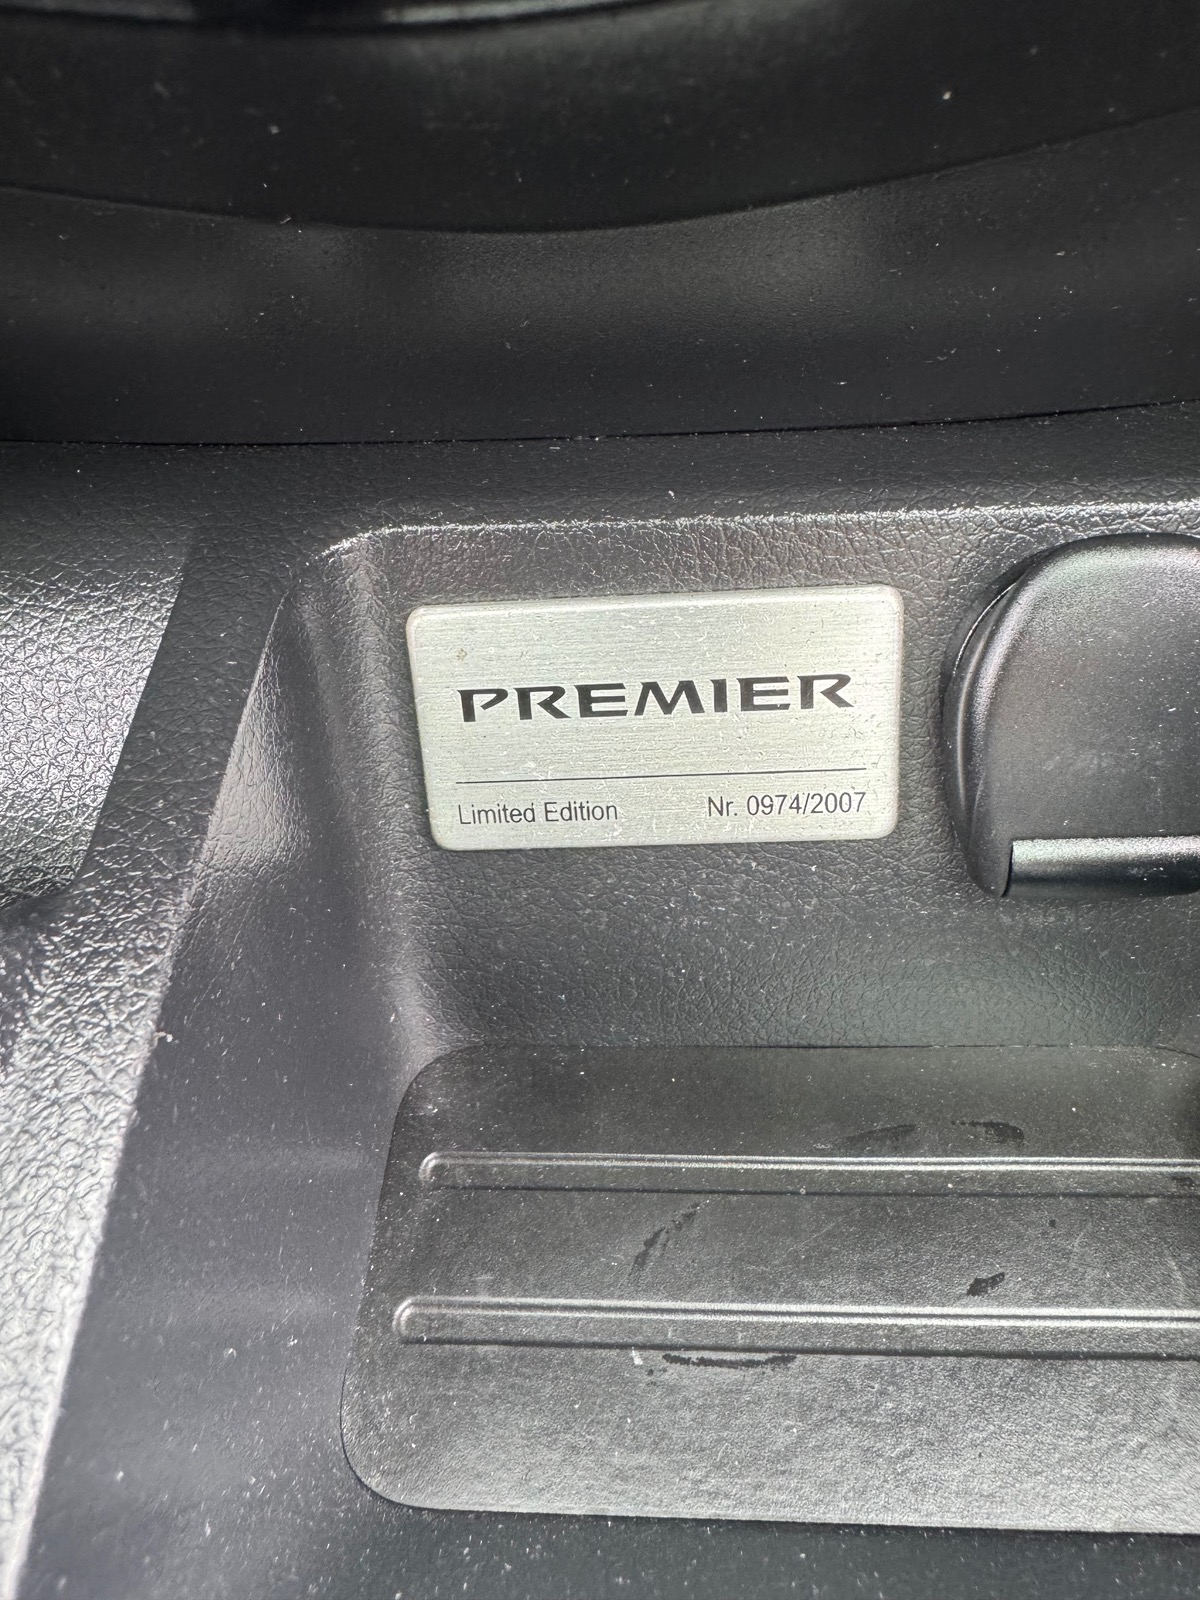 PREMIER
Limited Edition Nr. 0974/2007